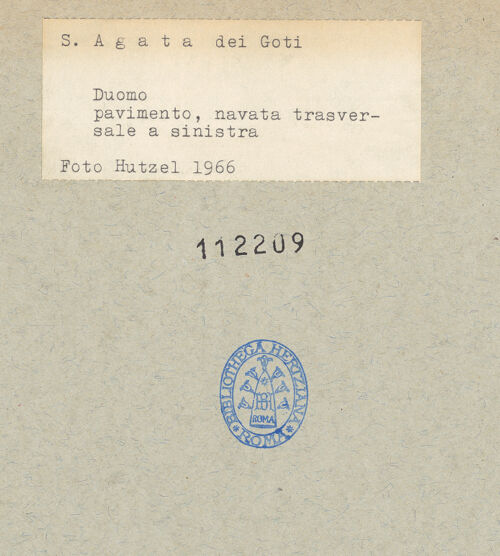 S. A g a t a dei Goti
Duomo
pavimento, navata trasver-
sale a sinistra
Foto Hutzel 1966
112209
BIBLIOTHECA HERTZIANA
ROMA
* ROMA *